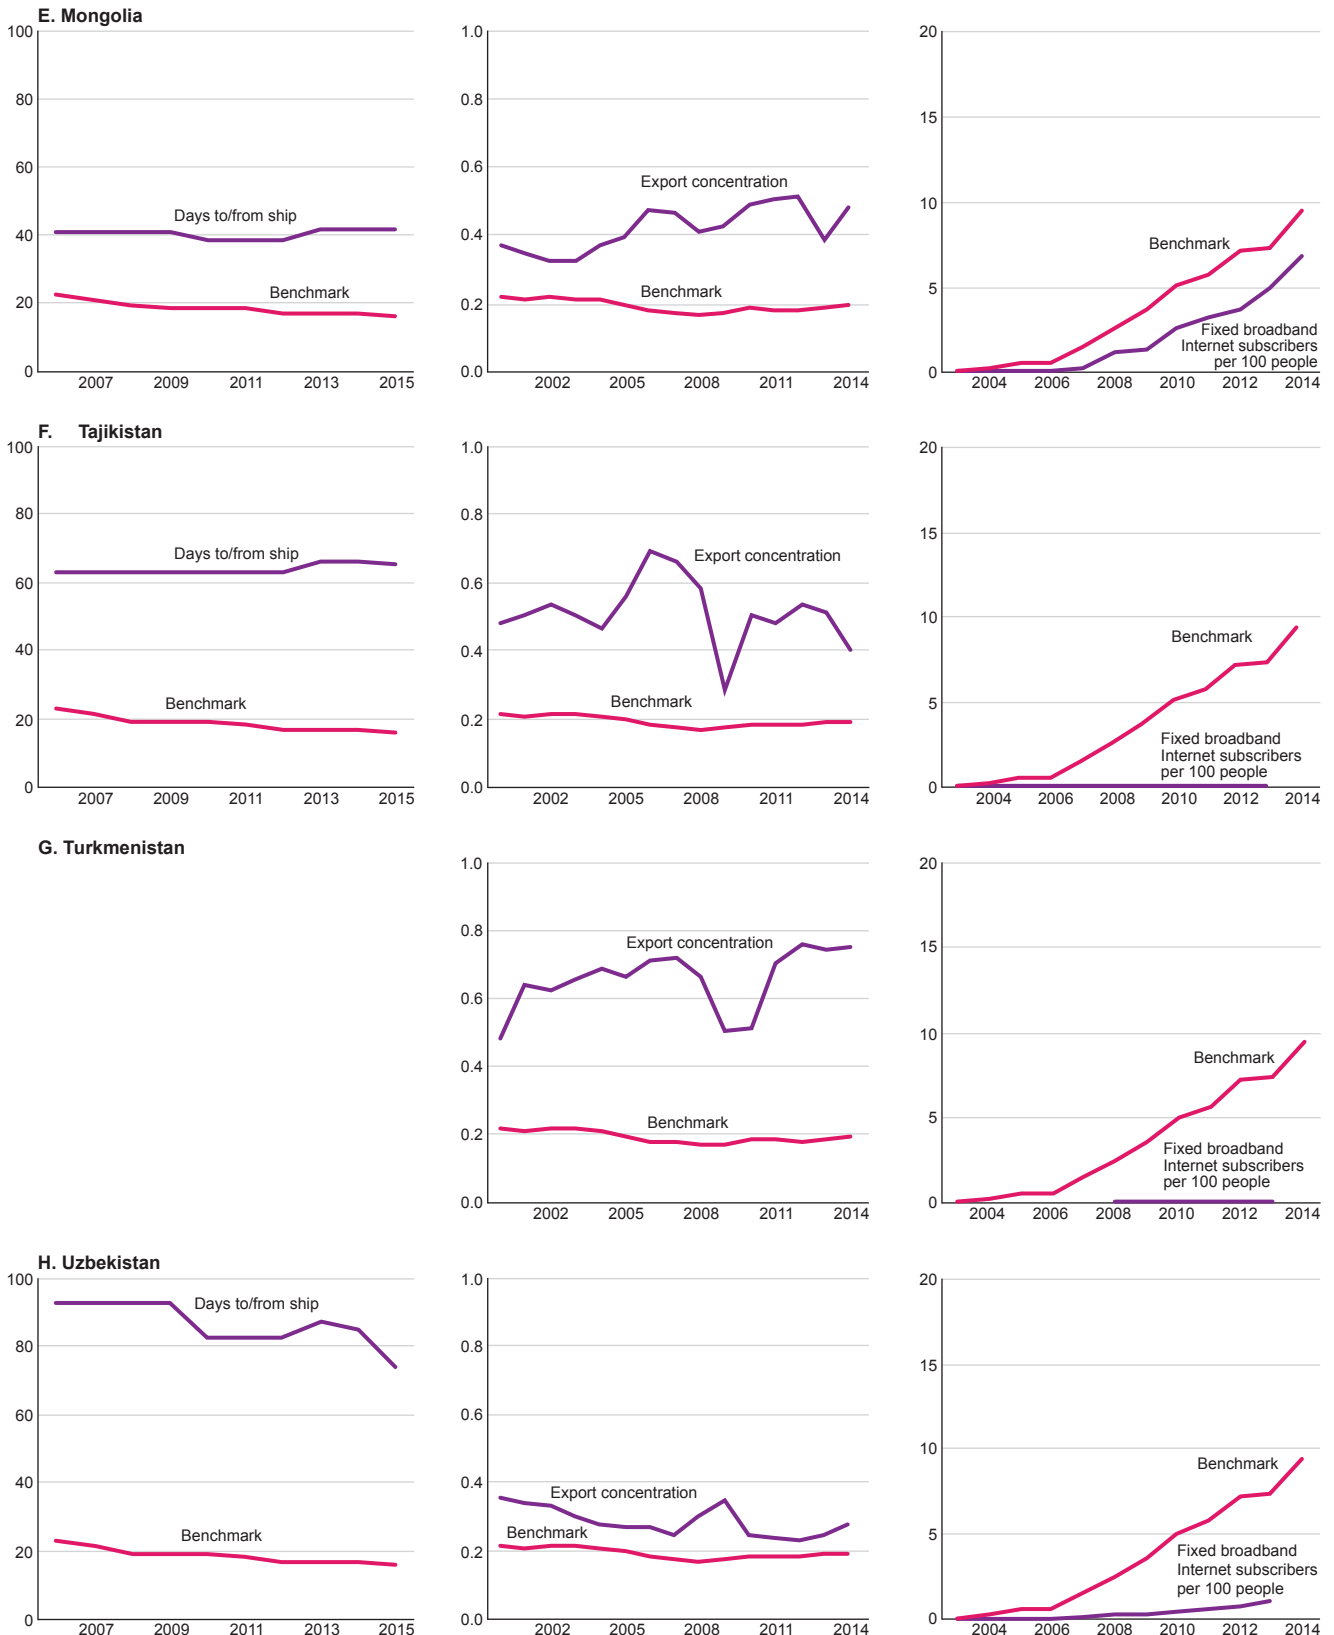 E. Mongolia
100
80
60
40
20
0
Days to/from ship
Benchmark
2007 2009 2011 2013 2015
1.0
0.8
0.6
0.4
0.2
0.0
Export concentration
Benchmark
2002 2005 2008 2011 2014
20
15
10
5
0
Benchmark
Fixed broadband
Internet subscribers
per 100 people
2004 2006 2008 2010 2012 2014
F. Tajikistan
100
80
60
40
20
0
Days to/from ship
Benchmark
2007 2009 2011 2013 2015
1.0
0.8
0.6
0.4
0.2
0.0
Export concentration
Benchmark
2002 2005 2008 2011 2014
20
15
10
5
0
Benchmark
Fixed broadband
Internet subscribers
per 100 people
2004 2006 2008 2010 2012 2014
G. Turkmenistan
1.0
0.8
0.6
0.4
0.2
0.0
Export concentration
Benchmark
2002 2005 2008 2011 2014
20
15
10
5
0
Benchmark
Fixed broadband
Internet subscribers
per 100 people
2004 2006 2008 2010 2012 2014
H. Uzbekistan
100
80
60
40
20
0
Days to/from ship
Benchmark
2007 2009 2011 2013 2015
1.0
0.8
0.6
0.4
0.2
0.0
Export concentration
Benchmark
2002 2005 2008 2011 2014
20
15
10
5
0
Benchmark
Fixed broadband
Internet subscribers
per 100 people
2004 2006 2008 2010 2012 2014